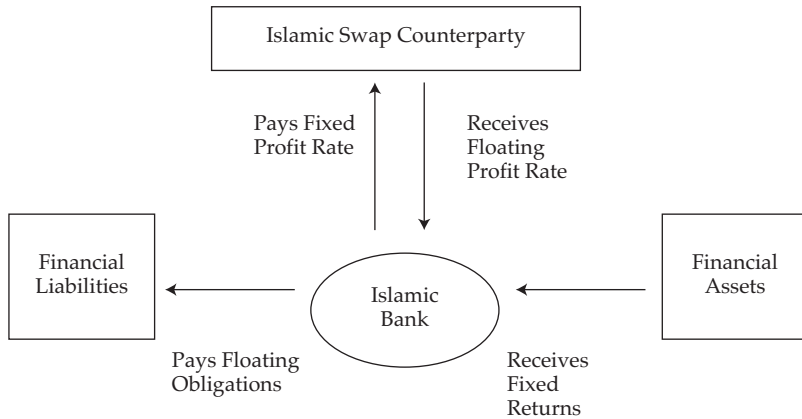 Islamic Swap Counterparty
Pays Fixed
Profit Rate
Receives
Floating
Profit Rate
Financial
Liabilities
Islamic
Bank
Financial
Assets
Pays Floating
Obligations
Receives
Fixed
Returns